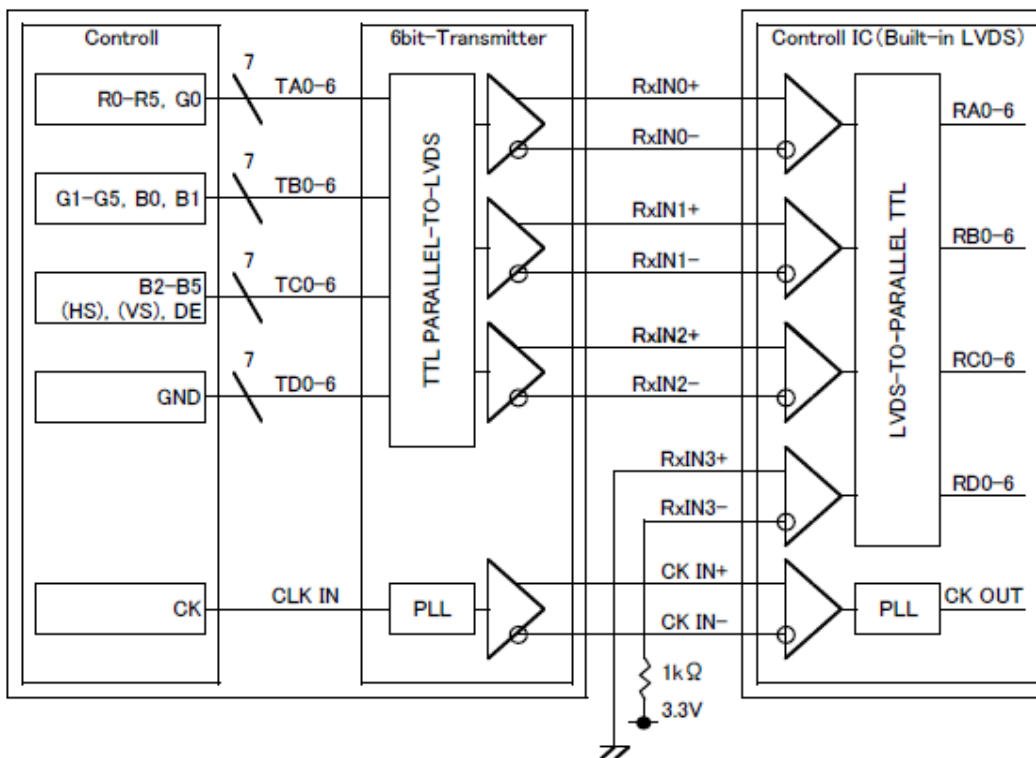 Controll
6bit-Transmitter
Controll IC(Built-in LVDS)
R0-R5, G0
7
TA0-6
G1-G5, B0, B1
7
TB0-6
B2-B5
(HS), (VS), DE
7
TC0-6
GND
7
TD0-6
CK
CLK IN
TTL PARALLEL-TO-LVDS
PLL
RxIN0+
RxIN0-
RxIN1+
RxIN1-
RxIN2+
RxIN2-
RxIN3+
RxIN3-
CK IN+
CK IN-
1kΩ
3.3V
LVDS-TO-PARALLEL TTL
PLL
RA0-6
RB0-6
RC0-6
RD0-6
CK OUT